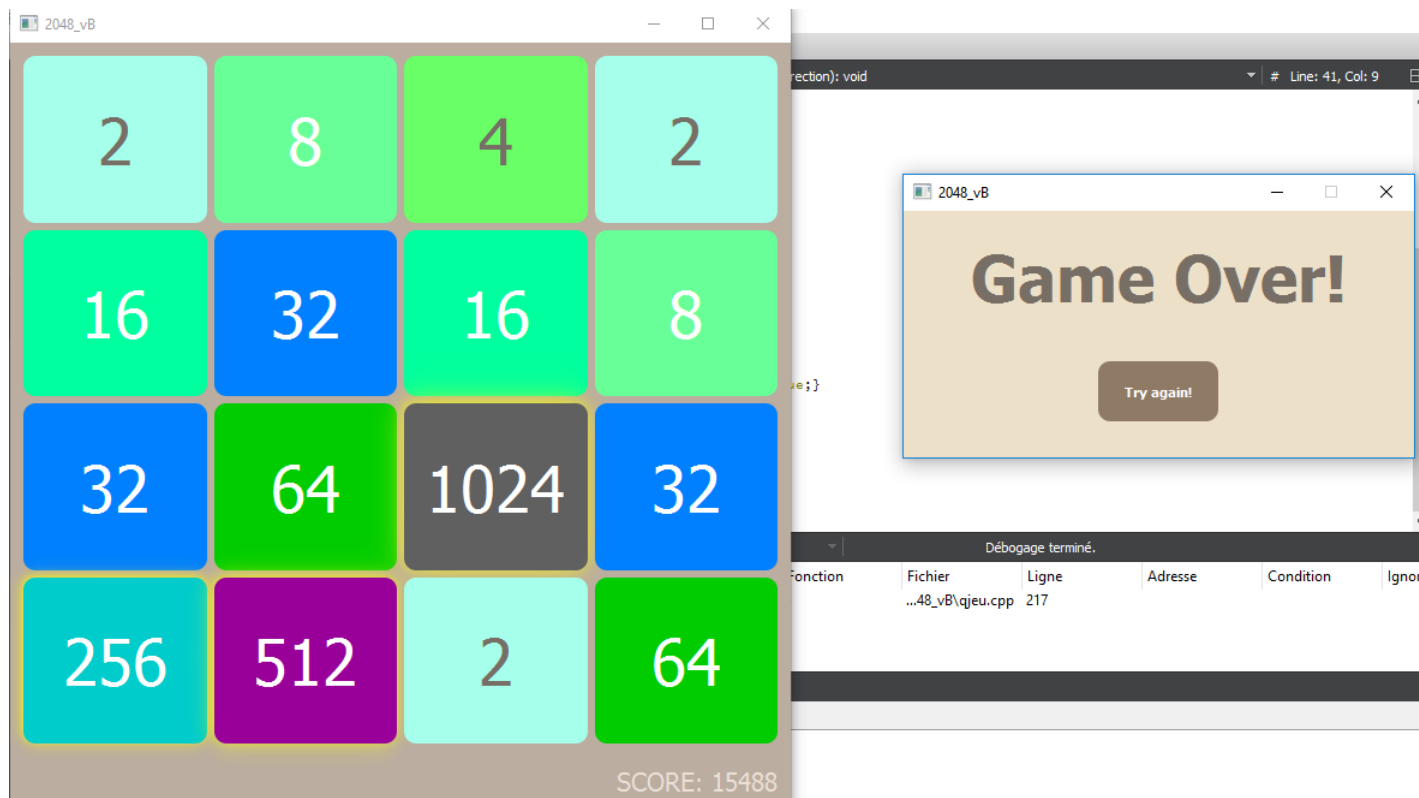 2048_vB
2 8 4 2
16 32 16 8
32 64 1024 32
256 512 2 64
SCORE: 15488
rection): void
# Line: 41, Col: 9
2048_vB
Game Over!
Try again!
ue;}
Débogage terminé.
Fonction Fichier Ligne Adresse Condition Ignor
...48_vB\qjeu.cpp 217